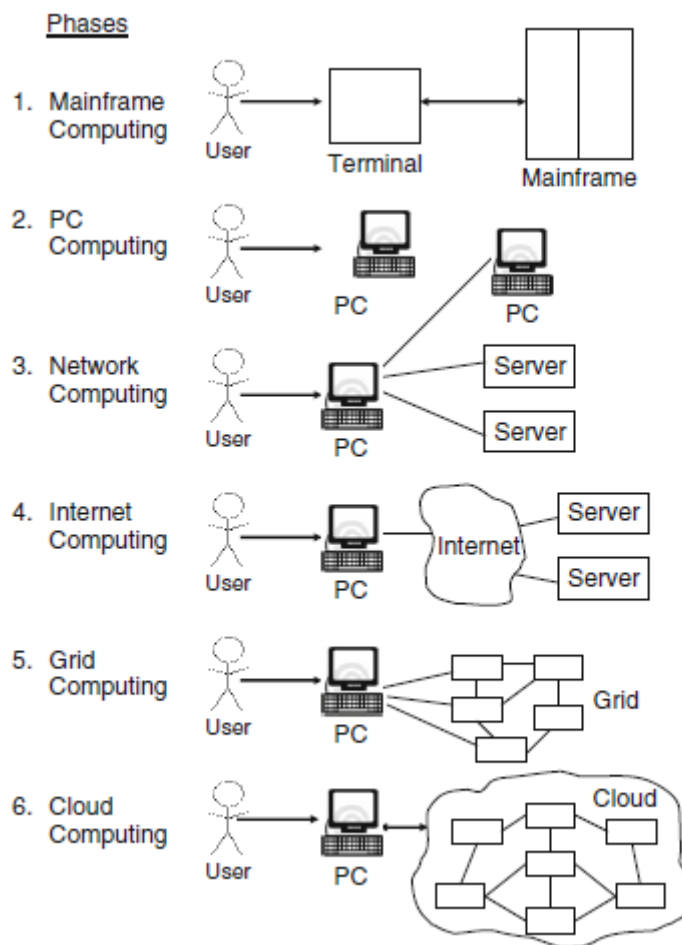 Phases
1. Mainframe
Computing
User
Terminal
Mainframe
2. PC
Computing
User
PC
PC
3. Network
Computing
User
PC
Server
Server
4. Internet
Computing
User
PC
Internet
Server
Server
5. Grid
Computing
User
PC
Grid
6. Cloud
Computing
User
PC
Cloud